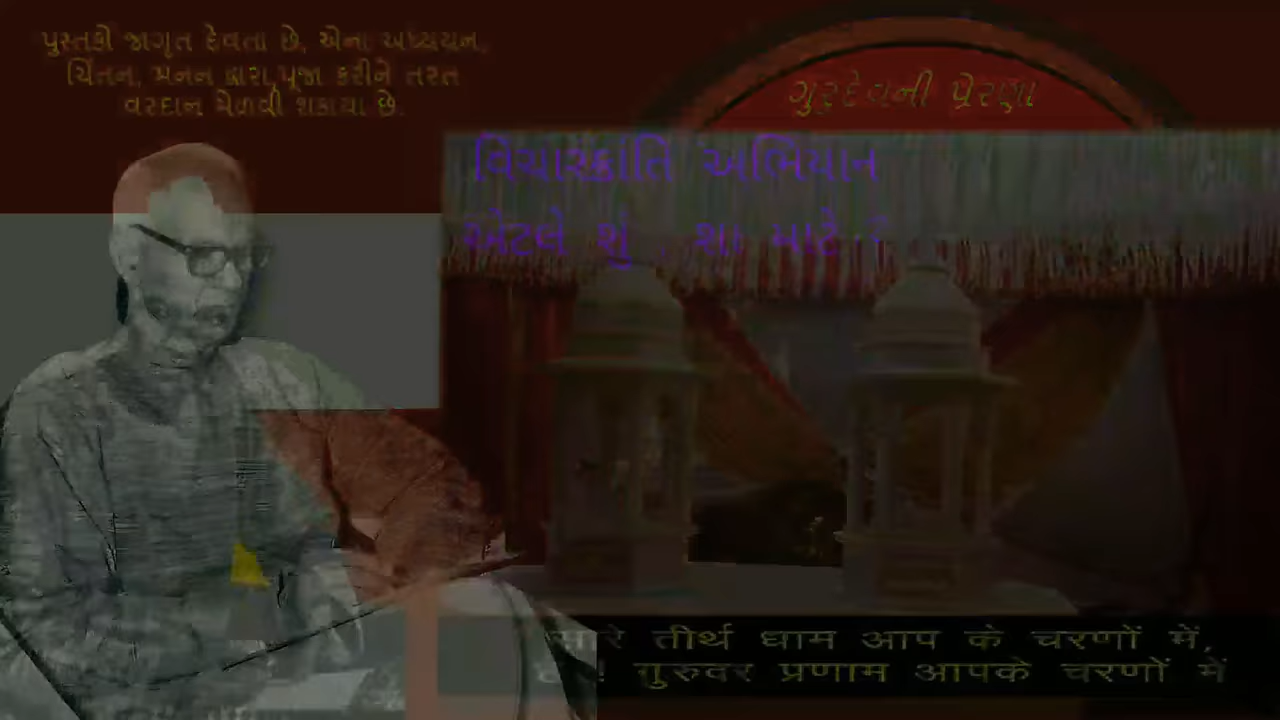 પુસ્તકો જાગૃત દેવતા છે, એના અધ્યયન,
ચિંતન, મનન દ્વારા પૂજા કરીને તરત
વરદાન મેળવી શકાય છે.
ગુરુદેવની પ્રેરણા
વિચારક્રાંતિ અભિયાન
એટલે શું . શા માટે ?
सारे तीर्थ धाम आप के चरणों में,
हे ! गुरुवर प्रणाम आपके चरणों में